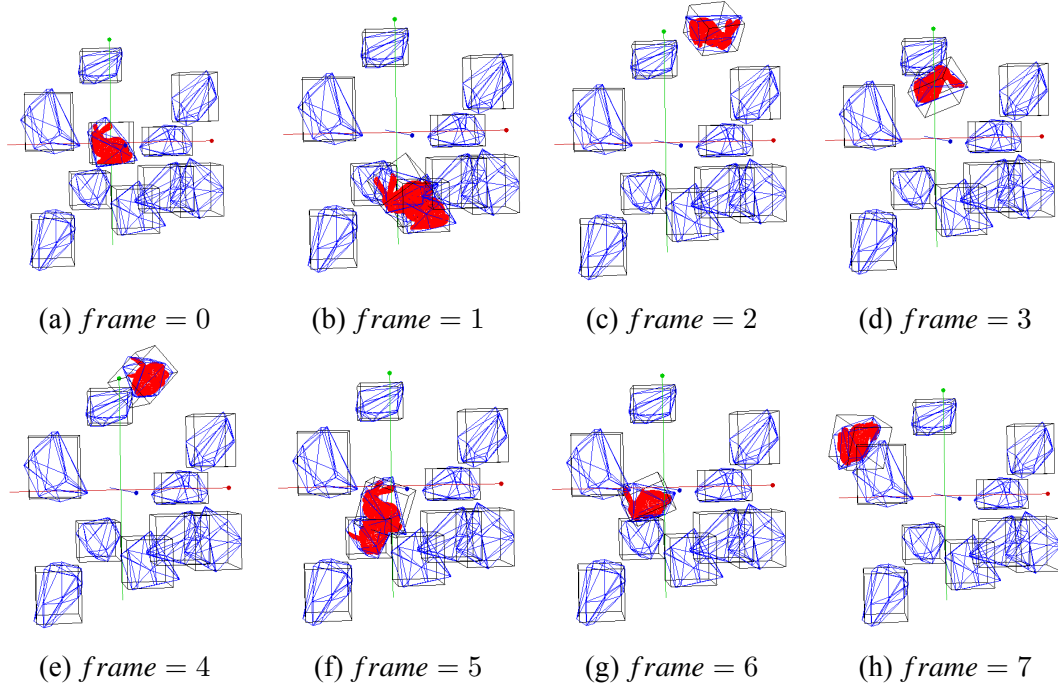 (a) frame = 0
(b) frame = 1
(c) frame = 2
(d) frame = 3
(e) frame = 4
(f) frame = 5
(g) frame = 6
(h) frame = 7